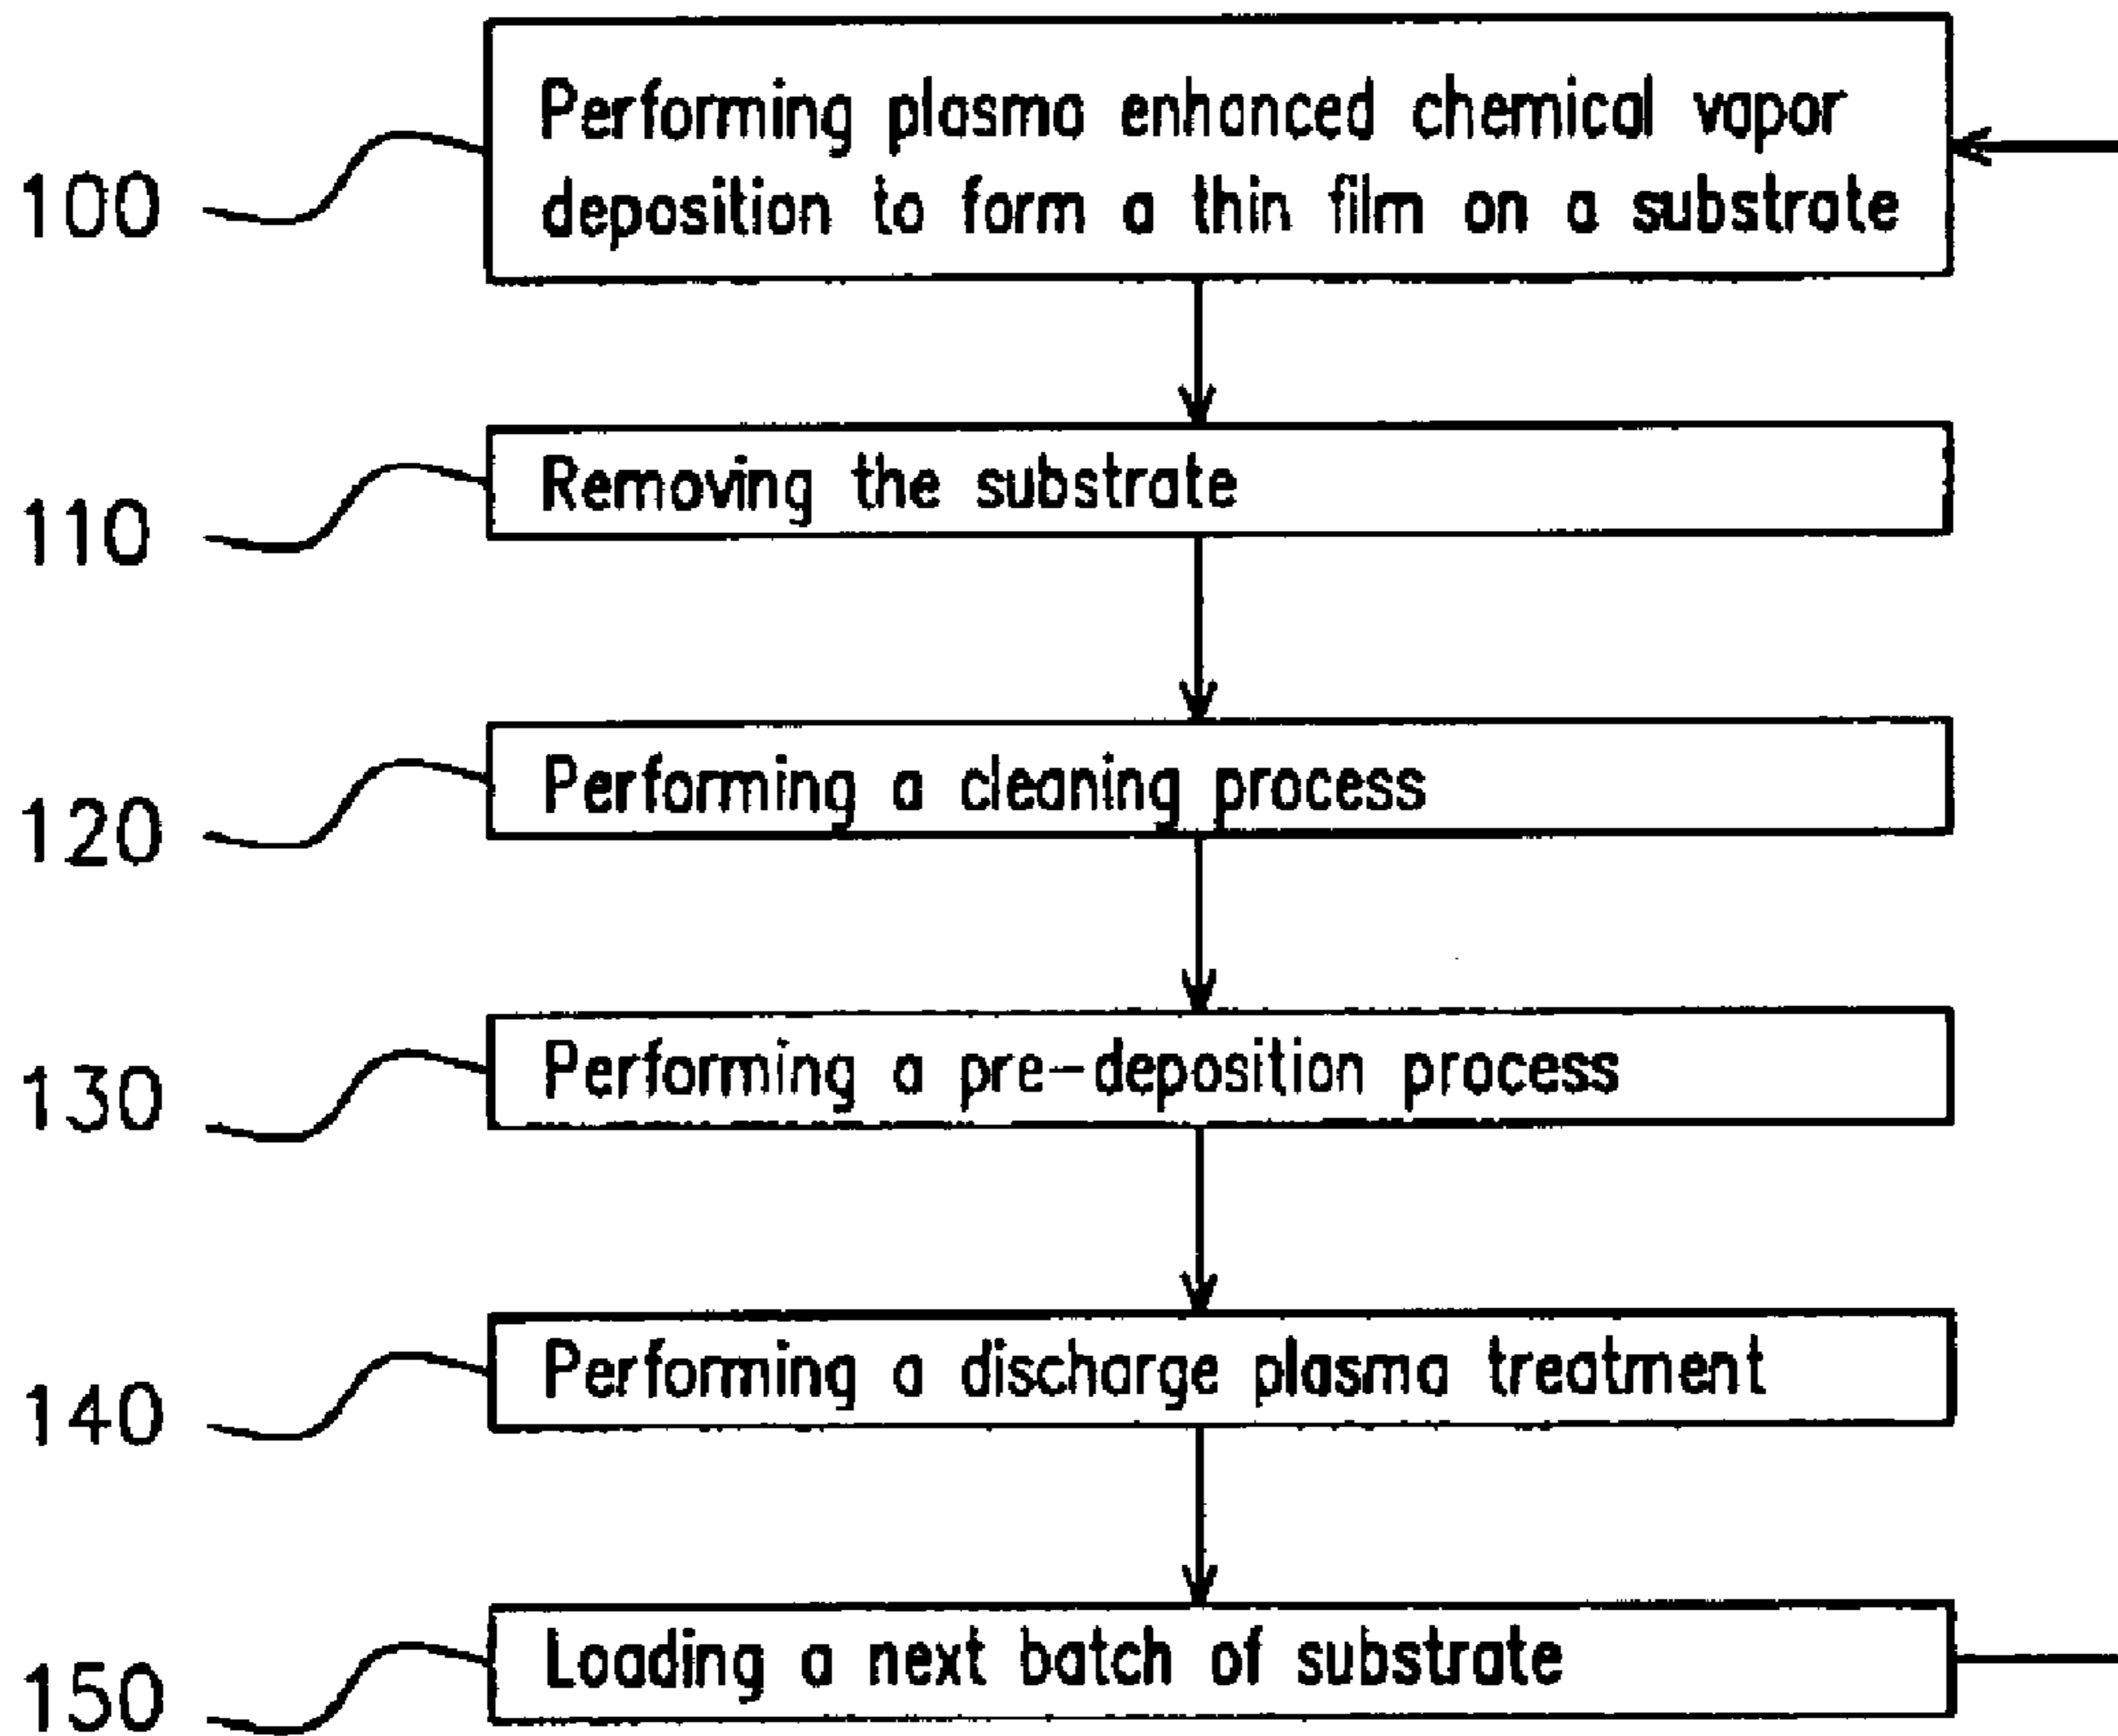 100 Performing plasma enhanced chemical vapor
deposition to form a thin film on a substrate
110 Removing the substrate
120 Performing a cleaning process
130 Performing a pre-deposition process
140 Performing a discharge plasma treatment
150 Loading a next batch of substrate